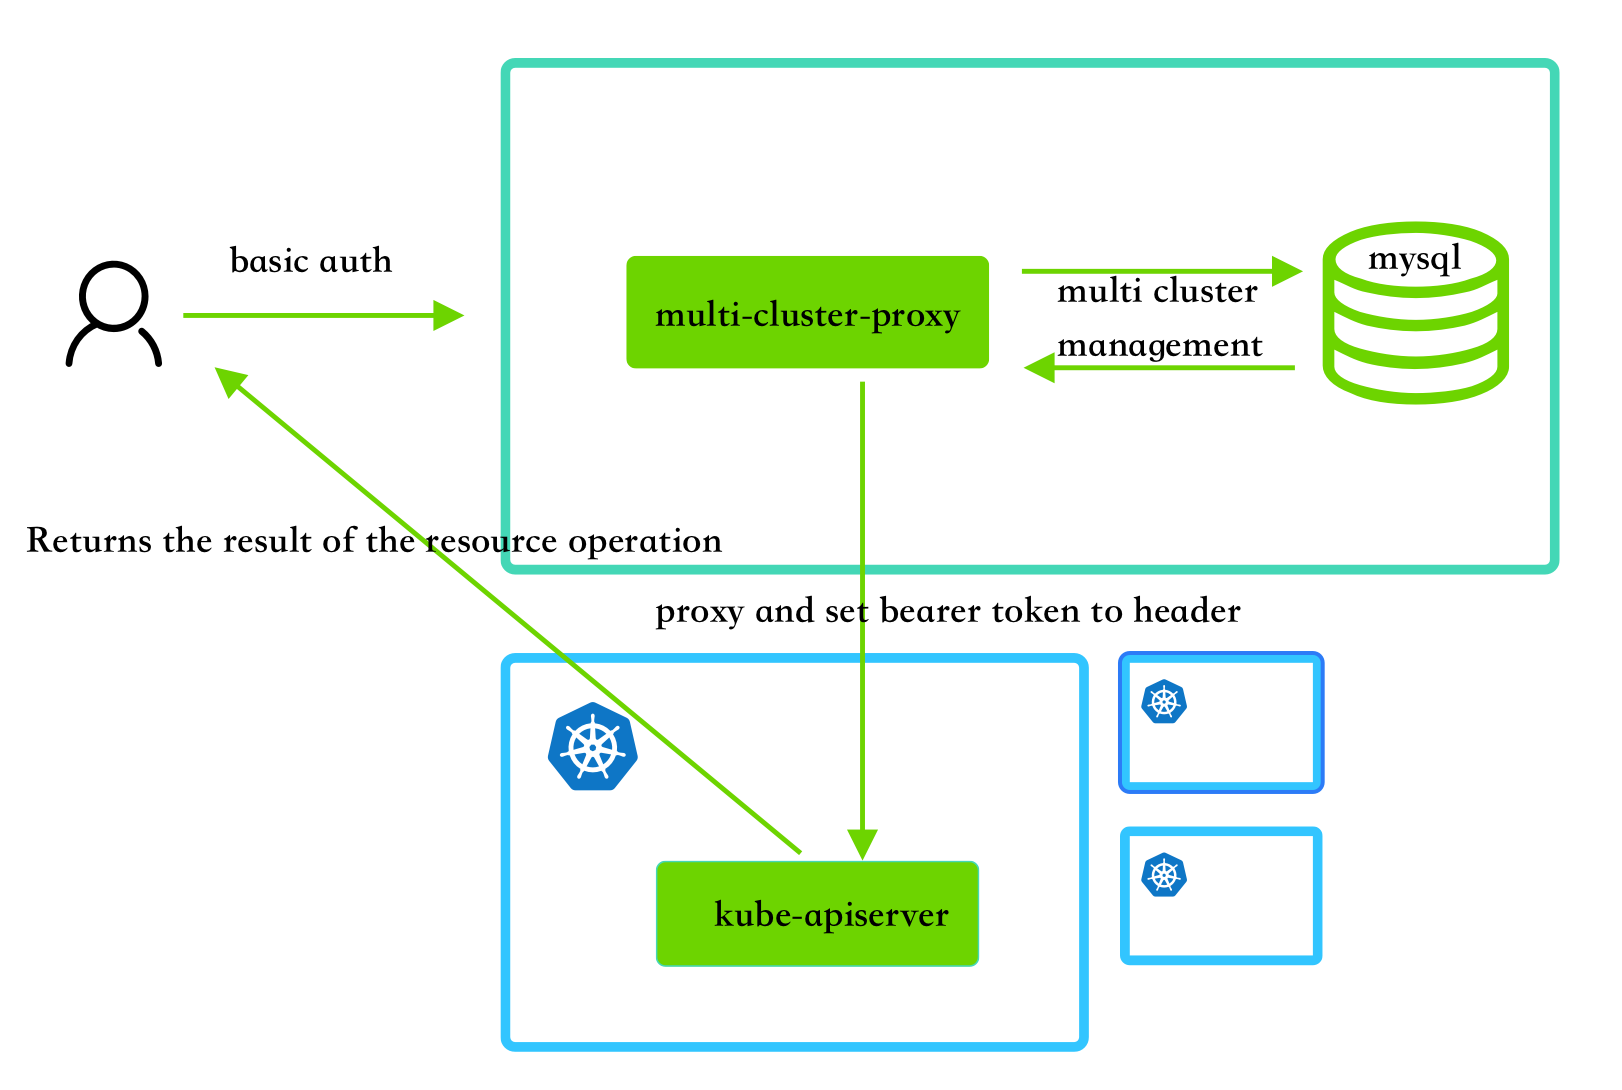 basic auth
mysql
multi-cluster-proxy
multi cluster
management
Returns the result of the resource operation
proxy and set bearer token to header
kube-apiserver